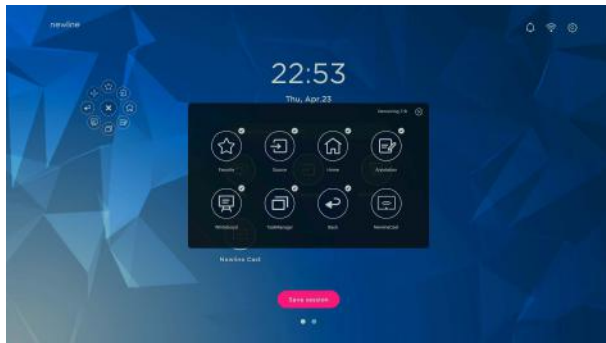 newline
22:53
Thu, Apr.23
Favorite
Source
Home
Annotation
Whiteboard
TaskManager
Back
NewlineCast
Newline Cast
Save session